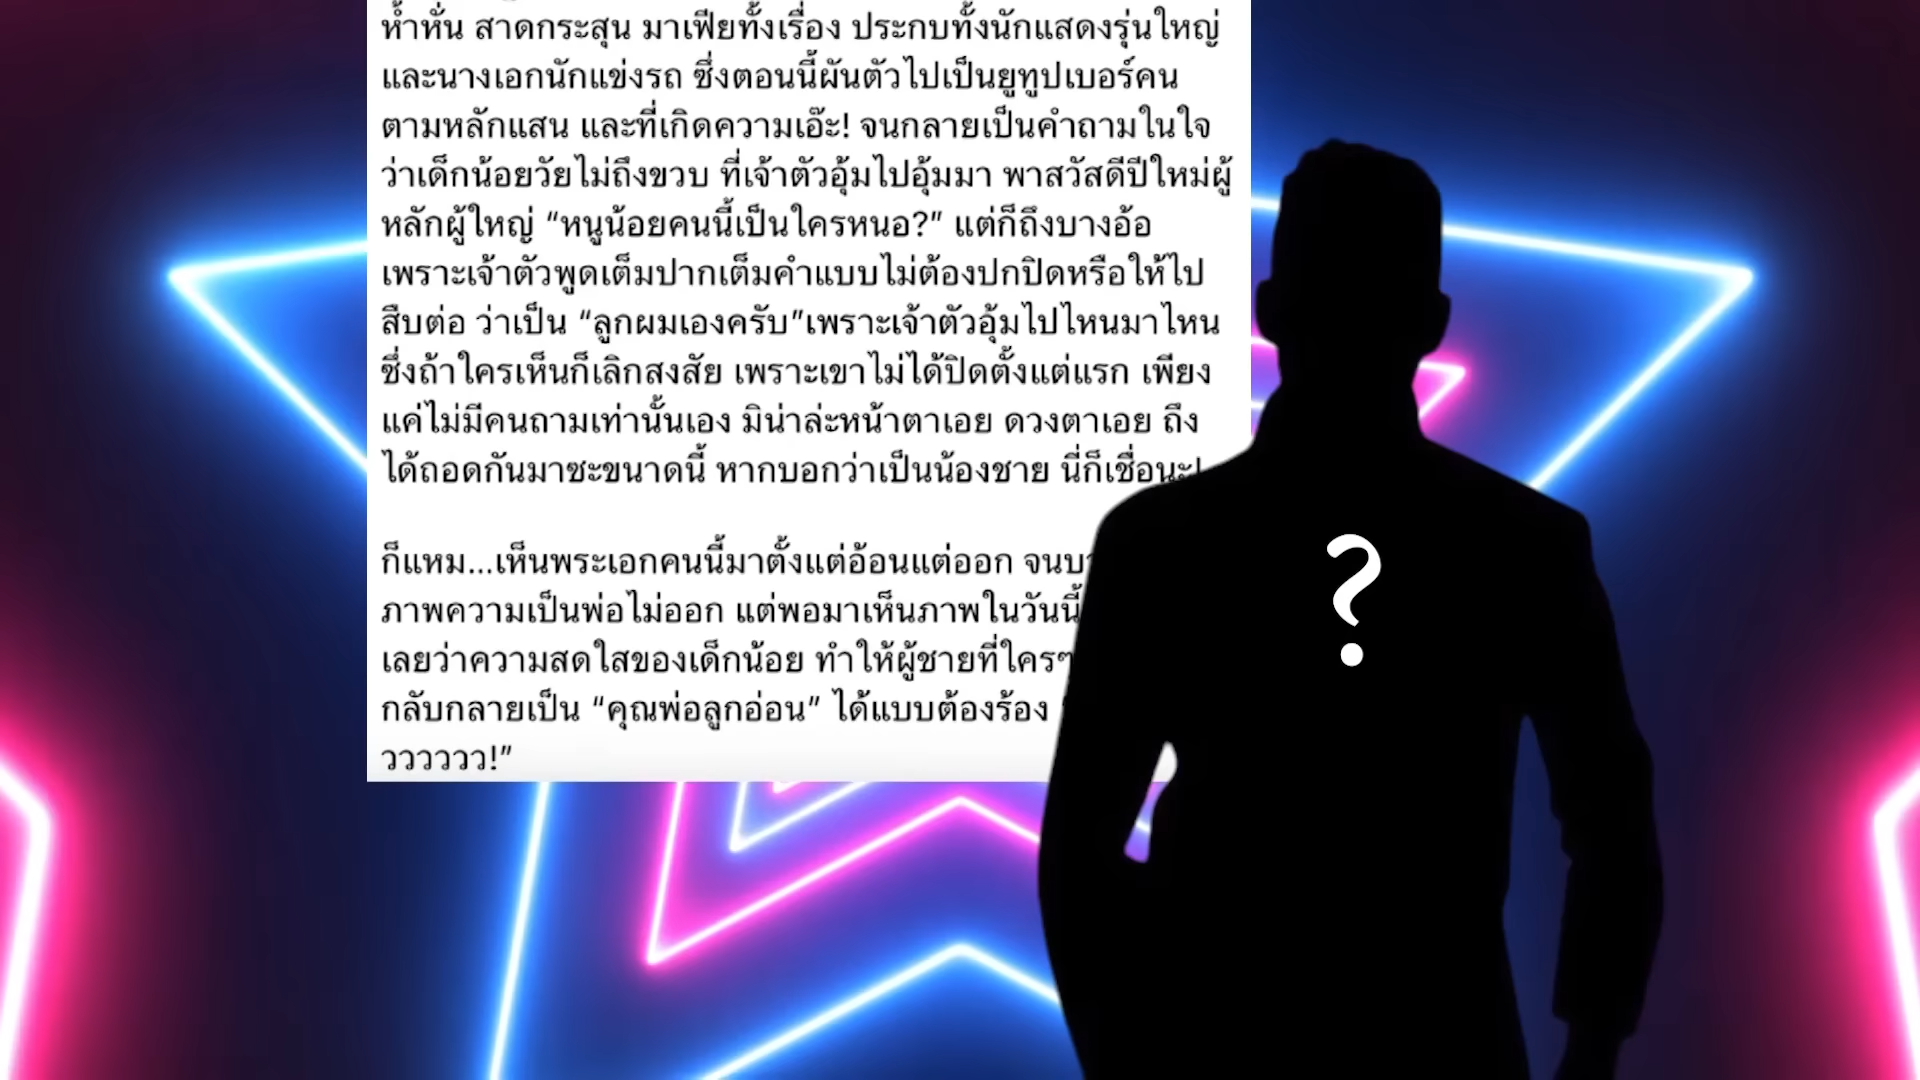 ห้ำหั่น สาดกระสุน มาเฟียทั้งเรื่อง ประกบทั้งนักแสดงรุ่นใหญ่
และนางเอกนักแข่งรถ ซึ่งตอนนี้ผันตัวไปเป็นยูทูปเบอร์คน
ตามหลักแสน และที่เกิดความเอ๊ะ! จนกลายเป็นคำถามในใจ
ว่าเด็กน้อยวัยไม่ถึงขวบ ที่เจ้าตัวอุ้มไปอุ้มมา พาสวัสดีปีใหม่ผู้
หลักผู้ใหญ่ “หนูน้อยคนนี้เป็นใครหนอ?” แต่ก็ถึงบางอ้อ
เพราะเจ้าตัวพูดเต็มปากเต็มคำแบบไม่ต้องปกปิดหรือให้ไป
สืบต่อ ว่าเป็น “ลูกผมเองครับ”เพราะเจ้าตัวอุ้มไปไหนมาไหน
ซึ่งถ้าใครเห็นก็เลิกสงสัย เพราะเขาไม่ได้ปิดตั้งแต่แรก เพียง
แค่ไม่มีคนถามเท่านั้นเอง มิน่าล่ะหน้าตาเอย ดวงตาเอย ถึง
ได้ถอดกันมาซะขนาดนี้ หากบอกว่าเป็นน้องชาย นี่ก็เชื่อนะ!
ก็แหม...เห็นพระเอกคนนี้มาตั้งแต่อ้อนแต่ออก
ภาพความเป็นพ่อไม่ออก แต่พอมาเห็นภาพในวันนี้
เลยว่าความสดใสของเด็กน้อย ทำให้ผู้ชายที่ใครๆ
กลับกลายเป็น “คุณพ่อลูกอ่อน” ได้แบบต้องร้อง
วววววว!”
?